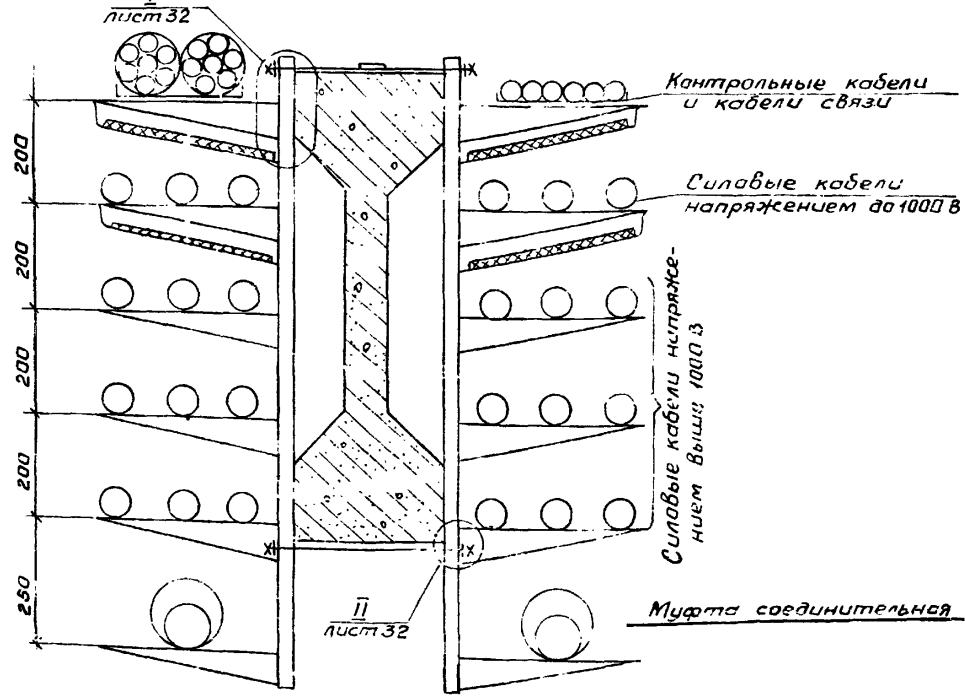 I
лист 32
Контрольные кабели
и кабели связи
Силовые кабели
напряжением до 1000 В
Силовые кабели напряже-
нием выше 1000 В
200
200
200
200
250
II
лист 32
Муфта соединительная